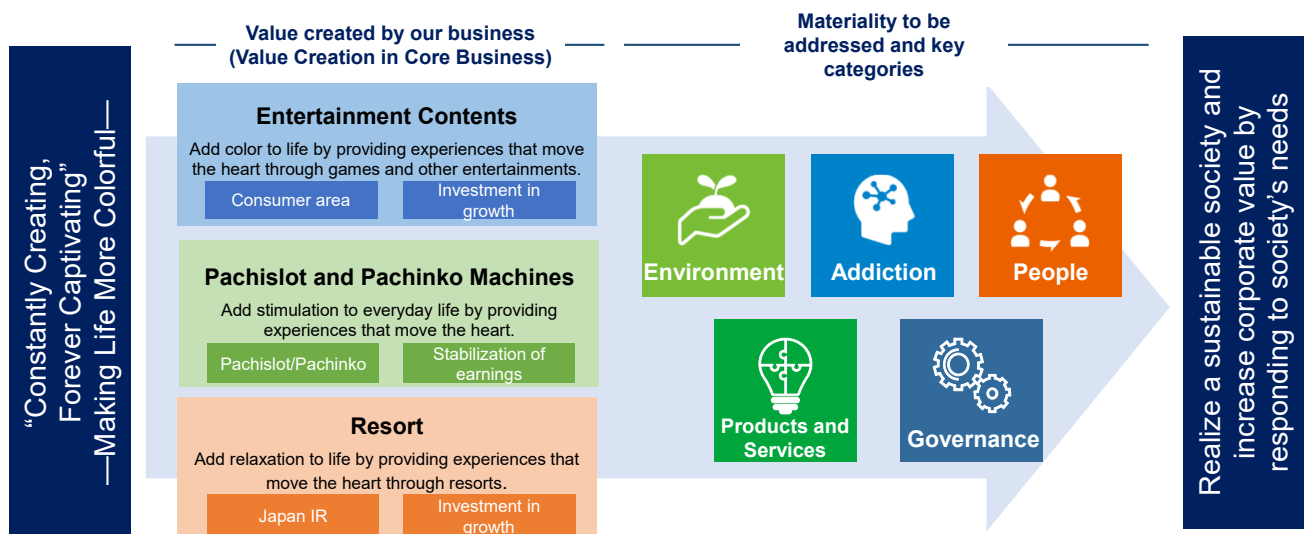 “Constantly Creating,
Forever Captivating”
—Making Life More Colorful—
Value created by our business
(Value Creation in Core Business)
Entertainment Contents
Add color to life by providing experiences that move
the heart through games and other entertainments.
Consumer area
Investment in
growth
Pachislot and Pachinko Machines
Add stimulation to everyday life by providing
experiences that move the heart.
Pachislot/Pachinko
Stabilization of
earnings
Resort
Add relaxation to life by providing experiences that
move the heart through resorts.
Japan IR
Investment in
growth
Materiality to be
addressed and key
categories
Environment
Addiction
People
Products and
Services
Governance
Realize a sustainable society and
increase corporate value by
responding to society’s needs